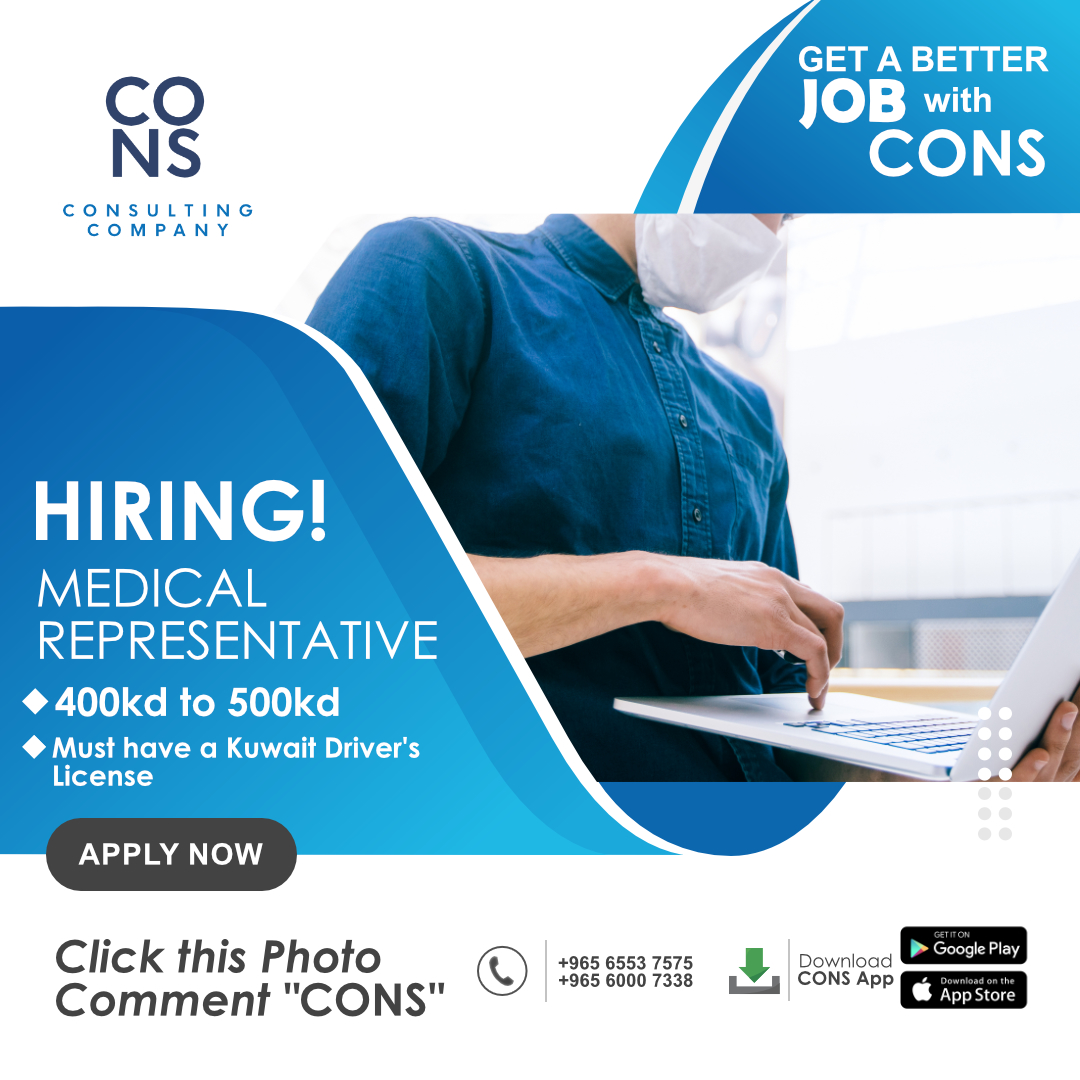 CO
NS
CONSULTING
COMPANY
GET A BETTER
JOB with
CONS
HIRING!
MEDICAL
REPRESENTATIVE
400kd to 500kd
Must have a Kuwait Driver's
License
APPLY NOW
Click this Photo
Comment "CONS"
+965 6553 7575
+965 6000 7338
Download
CONS App
GET IT ON
Google Play
Download on the
App Store